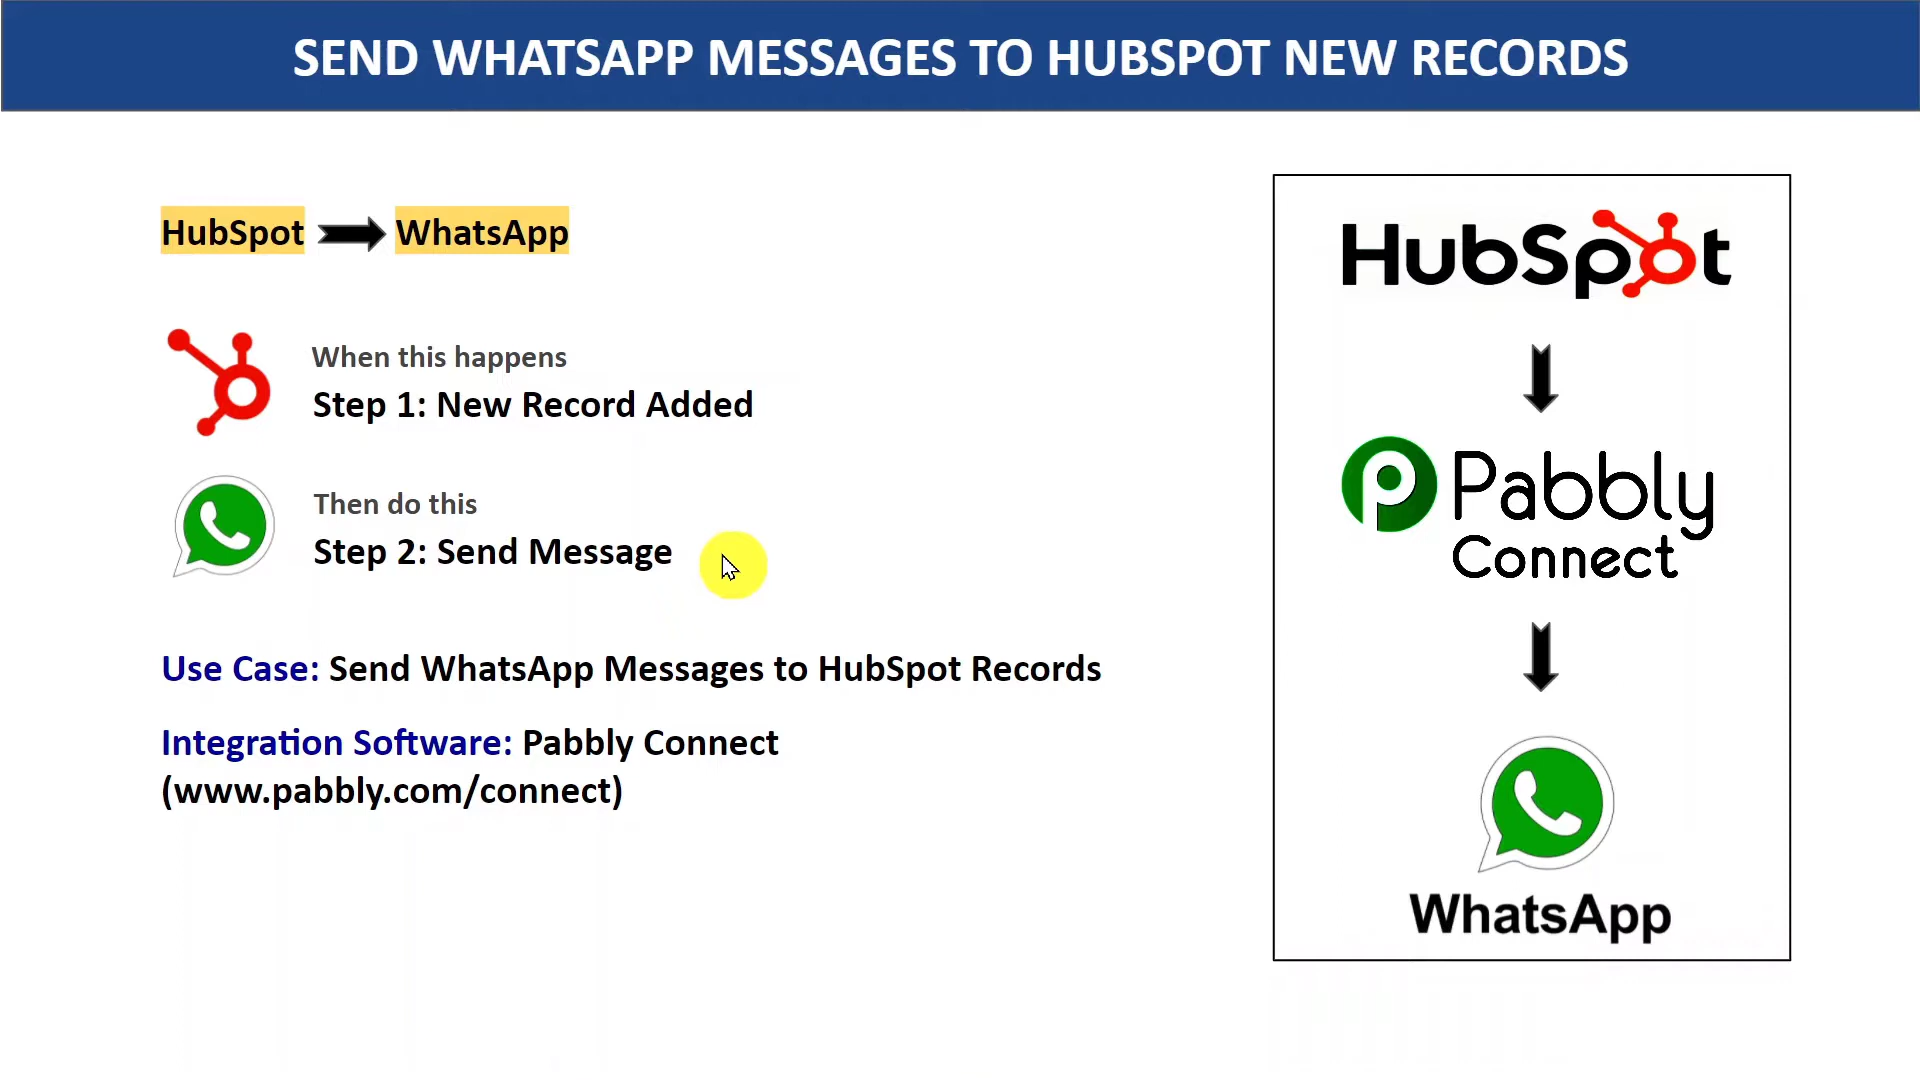 SEND WHATSAPP MESSAGES TO HUBSPOT NEW RECORDS
HubSpot WhatsApp
When this happens
Step 1: New Record Added
Then do this
Step 2: Send Message
Use Case: Send WhatsApp Messages to HubSpot Records
Integration Software: Pabbly Connect
(www.pabbly.com/connect)
HubSpot
Pabbly
Connect
WhatsApp